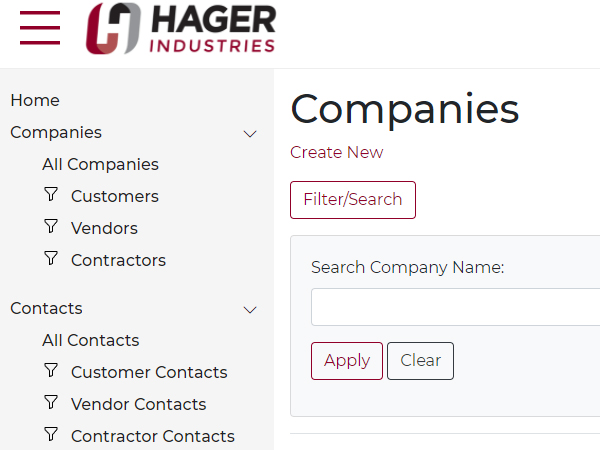 HAGER
INDUSTRIES
Home
Companies
All Companies
Customers
Vendors
Contractors
Contacts
All Contacts
Customer Contacts
Vendor Contacts
Contractor Contacts
Companies
Create New
Filter/Search
Search Company Name:
Apply Clear